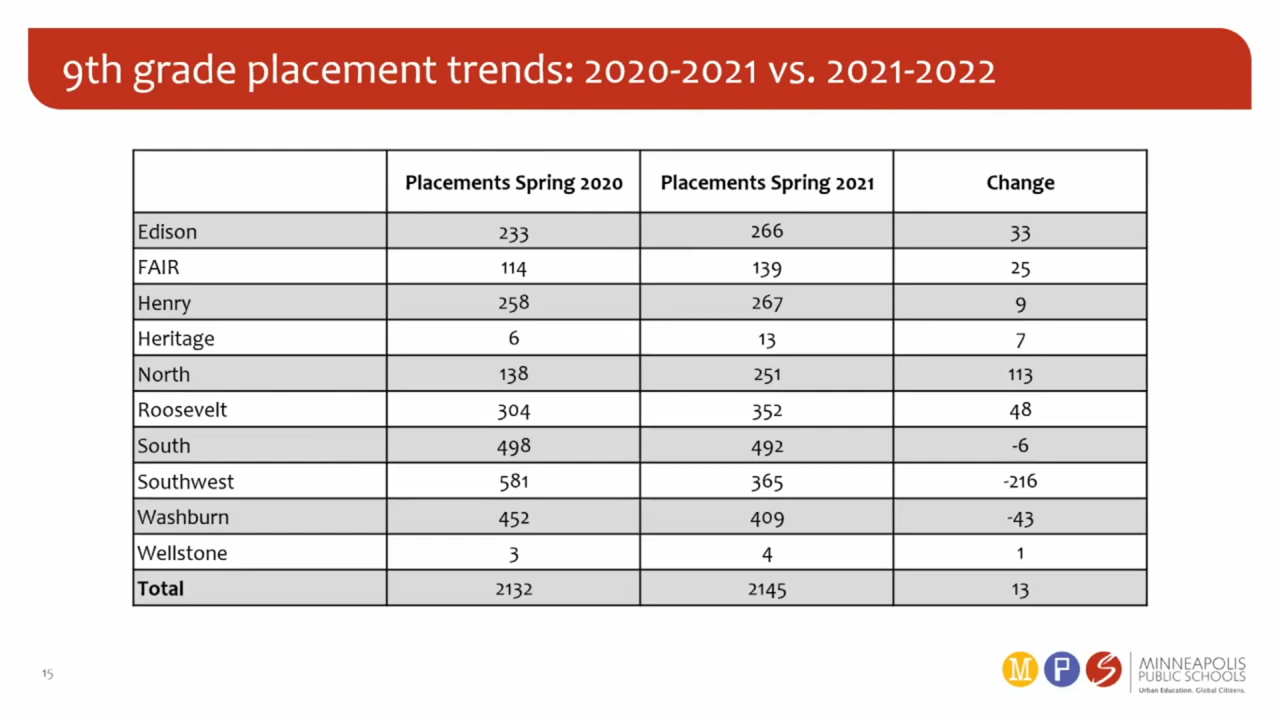 9th grade placement trends: 2020-2021 vs. 2021-2022
Placements Spring 2020 Placements Spring 2021 Change
Edison 233 266 33
FAIR 114 139 25
Henry 258 267 9
Heritage 6 13 7
North 138 251 113
Roosevelt 304 352 48
South 498 492 -6
Southwest 581 365 -216
Washburn 452 409 -43
Wellstone 3 4 1
Total 2132 2145 13
15
M P S
MINNEAPOLIS
PUBLIC SCHOOLS
Urban Education. Global Citizens.